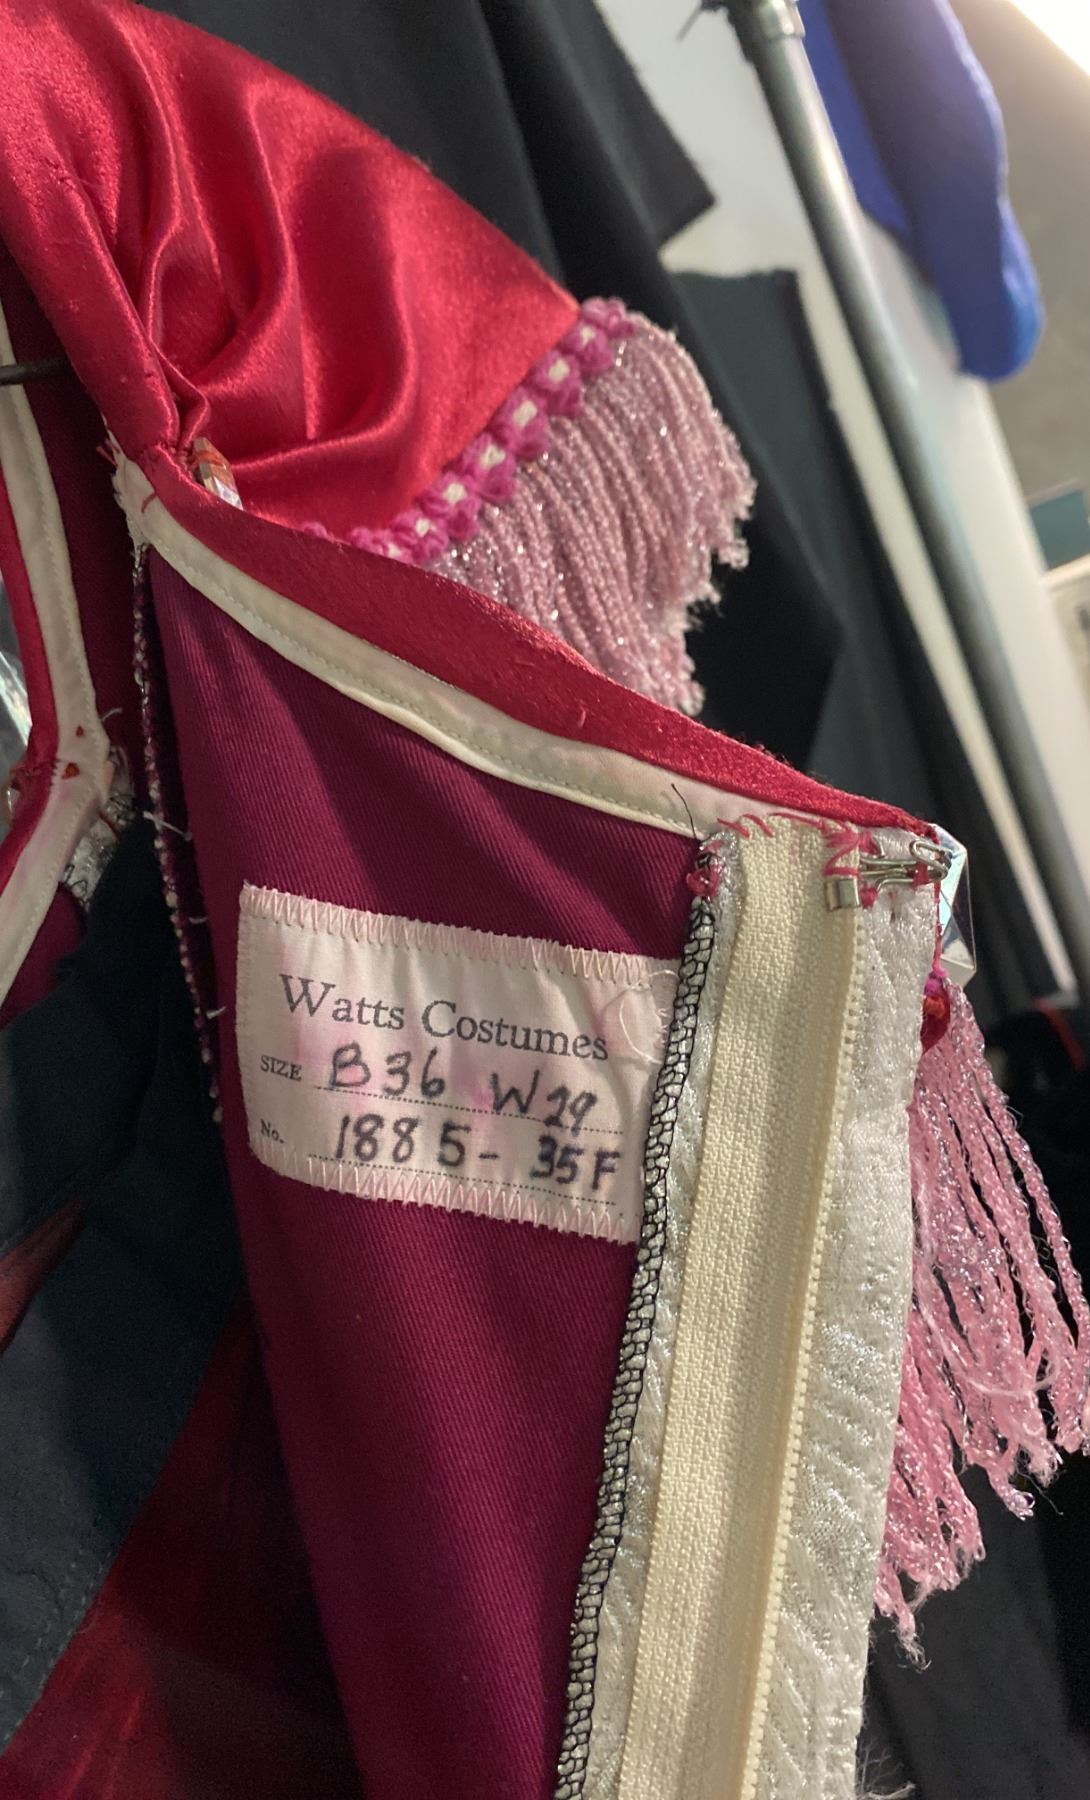 Watts Costumes
SIZE B36 W29
No. 1885-35F